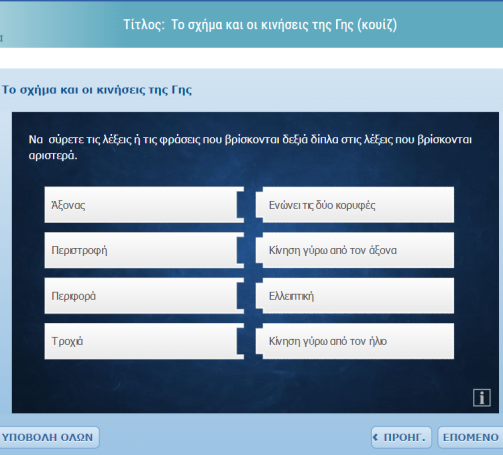 Τίτλος: Το σχήμα και οι κινήσεις της Γης (κουίζ)
Το σχήμα και οι κινήσεις της Γης
Να σύρετε τις λέξεις ή τις φράσεις που βρίσκονται δεξιά δίπλα στις λέξεις που βρίσκονται
αριστερά.
Άξονας
Ενώνει τις δύο κορυφές
Περιστροφή
Κίνηση γύρω από τον άξονα
Περιφορά
Ελλειπτική
Τροχιά
Κίνηση γύρω από τον ήλιο
i
ΥΠΟΒΟΛΗ ΟΛΩΝ
‹ ΠΡΟΗΓ.
ΕΠΟΜΕΝΟ